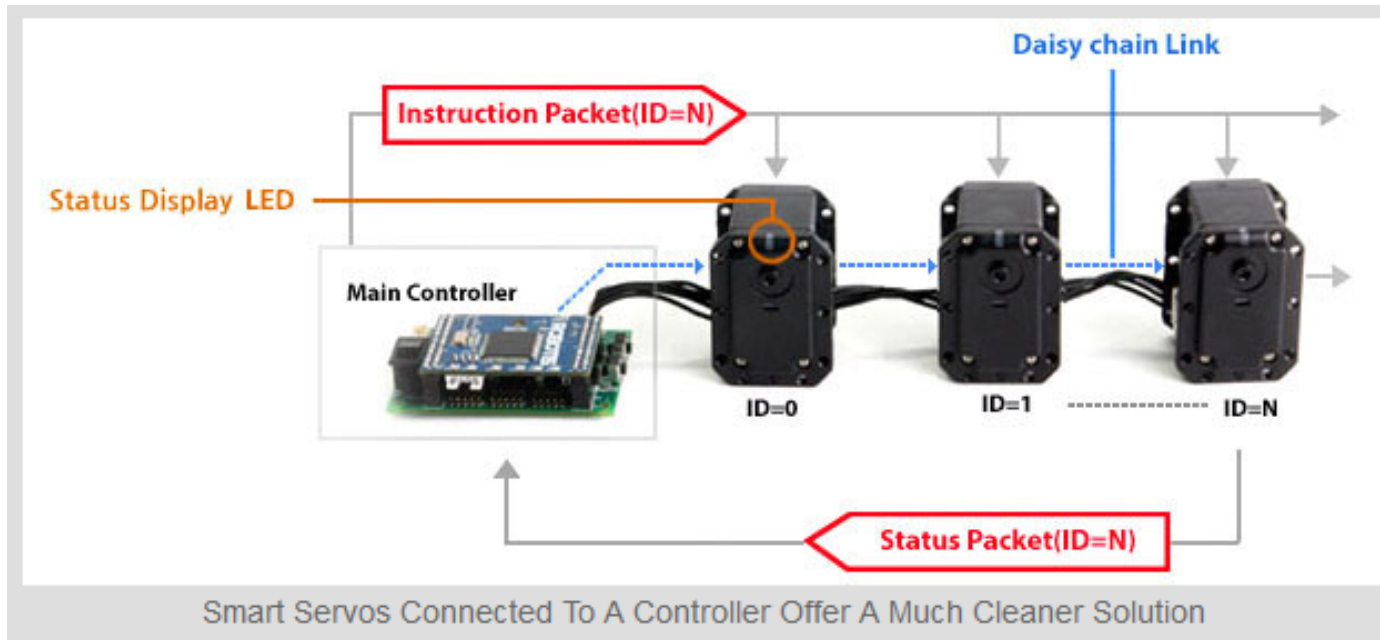 Daisy chain Link
Instruction Packet(ID=N)
Status Display LED
Main Controller
ROBOTIS
ID=0
ID=1
ID=N
Status Packet(ID=N)
Smart Servos Connected To A Controller Offer A Much Cleaner Solution